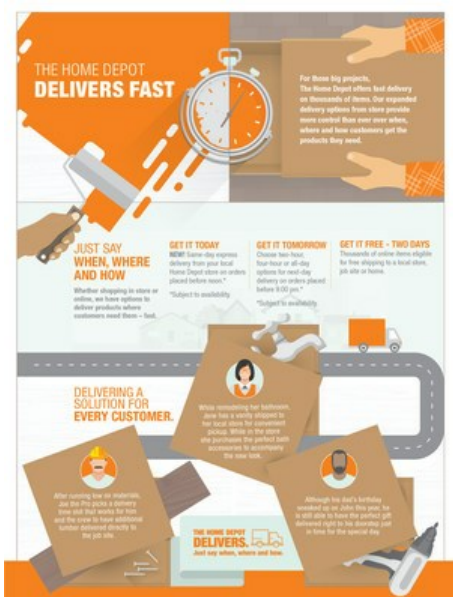 THE HOME DEPOT
DELIVERS FAST
For those big projects,
The Home Depot offers fast delivery
on thousands of items. Our expanded
delivery options from store provide
more control than ever over when,
where and how customers get the
products they need.
JUST SAY
WHEN, WHERE
AND HOW
Whether shopping in store or
online, we have options to
deliver products where
customers need them – fast.
GET IT TODAY
NEW! Same-day express
delivery from your local
Home Depot store on orders
placed before noon.*
*Subject to availability.
GET IT TOMORROW
Choose two-hour,
four-hour or all-day
options for next-day
delivery on orders placed
before 9:00 pm.*
*Subject to availability.
GET IT FREE - TWO DAYS
Thousands of online items eligible
for free shipping to a local store,
job site or home.
DELIVERING A
SOLUTION FOR
EVERY CUSTOMER.
While remodeling her bathroom,
Jane has a vanity shipped to
her local store for convenient
pickup. While in the store
she purchases the perfect bath
accessories to accompany
the new look.
After running low on materials,
Joe the Pro picks a delivery
time slot that works for him
and the crew to have additional
lumber delivered directly to
the job site.
Although his dad's birthday
sneaked up on John this year, he
is still able to have the perfect gift
delivered right to his doorstep just
in time for the special day.
THE HOME DEPOT
DELIVERS.
Just say when, where and how.